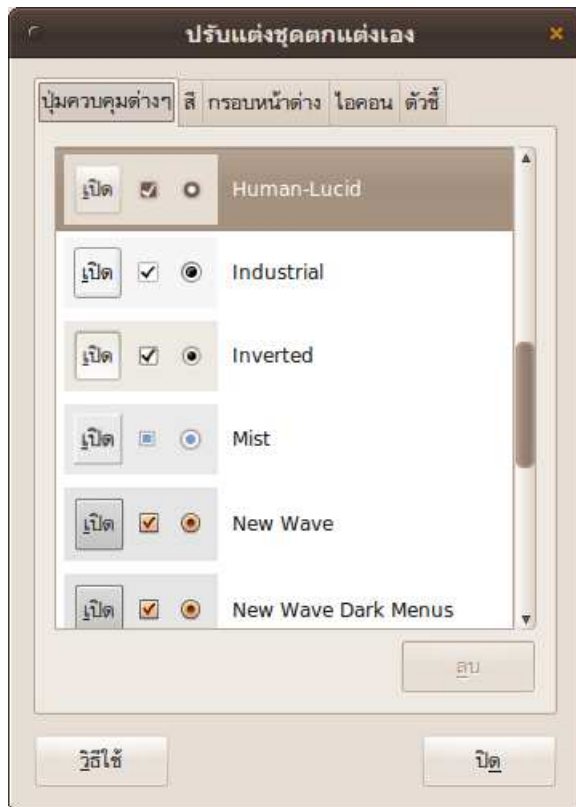 ปรับแต่งชุดตกแต่งเอง
ปุ่มควบคุมต่างๆ สี กรอบหน้าต่าง ไอคอน ตัวชี้
เปิด Human-Lucid
เปิด Industrial
เปิด Inverted
เปิด Mist
เปิด New Wave
เปิด New Wave Dark Menus
ลบ
วิธีใช้ ปิด